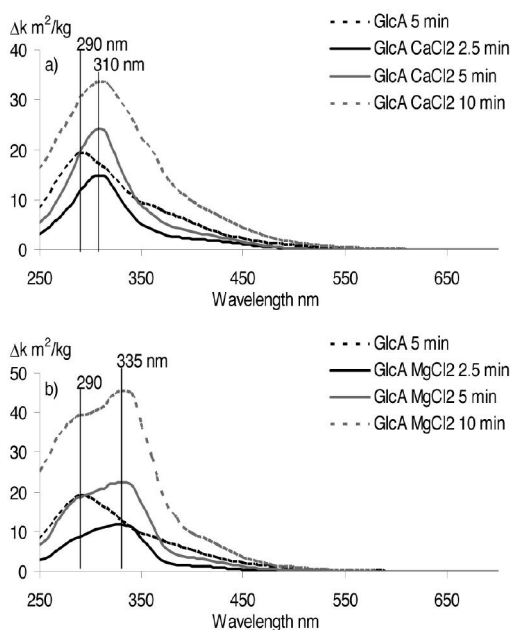 Δk m²/kg
40
30
20
10
0
a)
290 nm
310 nm
GlcA 5 min
GlcA CaCl2 2.5 min
GlcA CaCl2 5 min
GlcA CaCl2 10 min
250 350 450 550 650
Wavelength nm
Δk m²/kg
50
40
30
20
10
0
b)
290
335 nm
GlcA 5 min
GlcA MgCl2 2.5 min
GlcA MgCl2 5 min
GlcA MgCl2 10 min
250 350 450 550 650
Wavelength nm